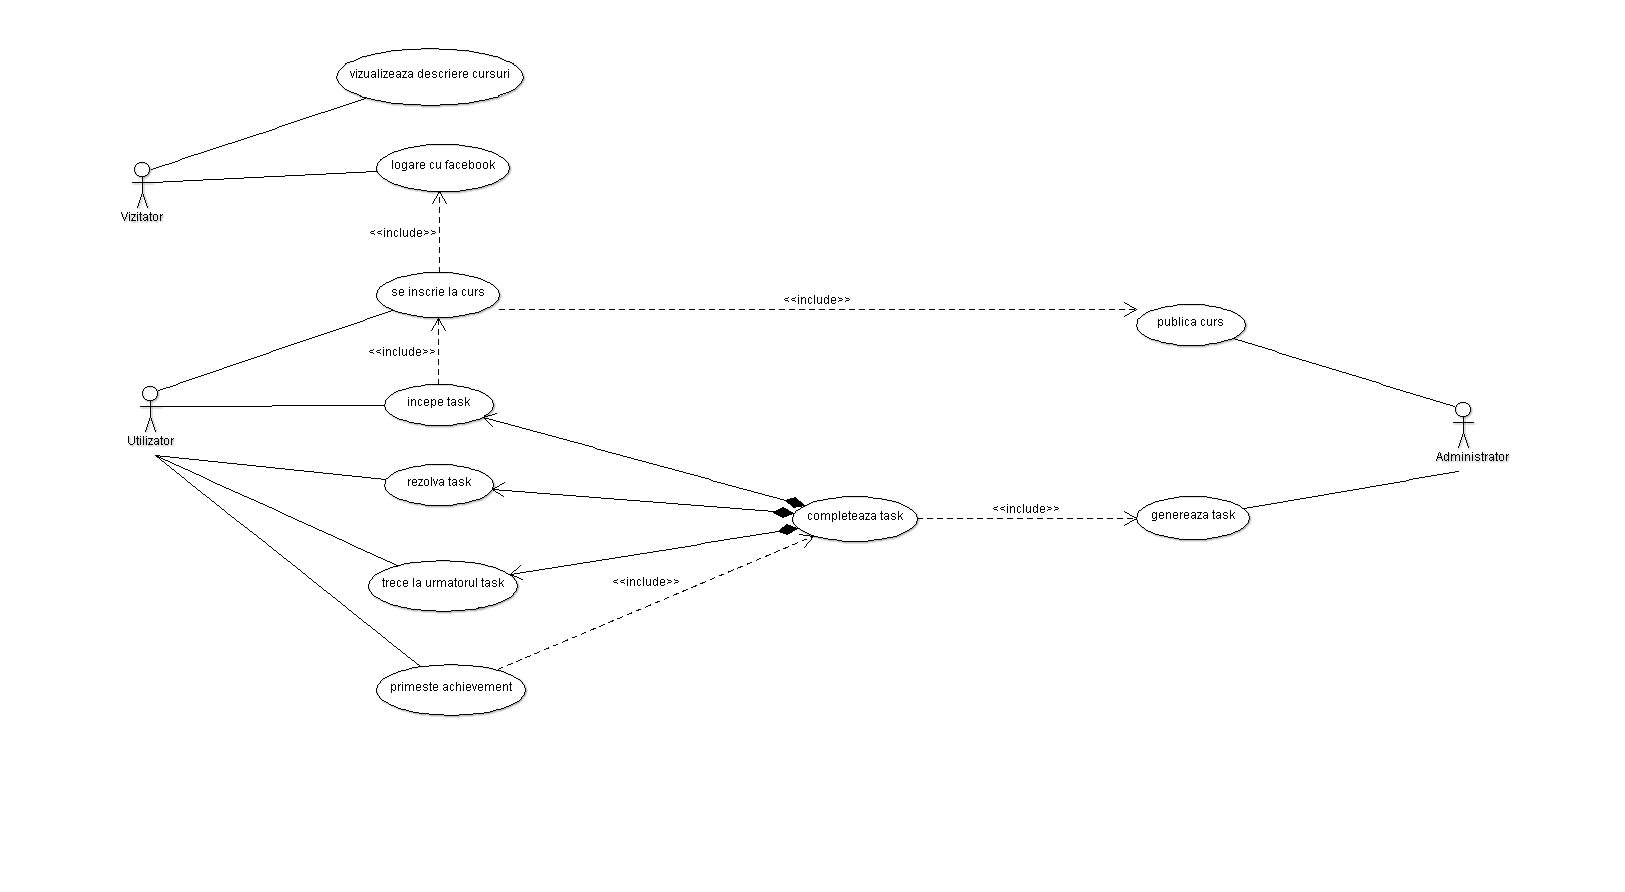 vizualizeaza descriere cursuri
logare cu facebook
Vizitator
<<include>>
se inscrie la curs
<<include>>
publica curs
<<include>>
incepe task
Utilizator
Administrator
rezolva task
completeaza task
<<include>>
genereaza task
trece la urmatorul task
<<include>>
primeste achievement